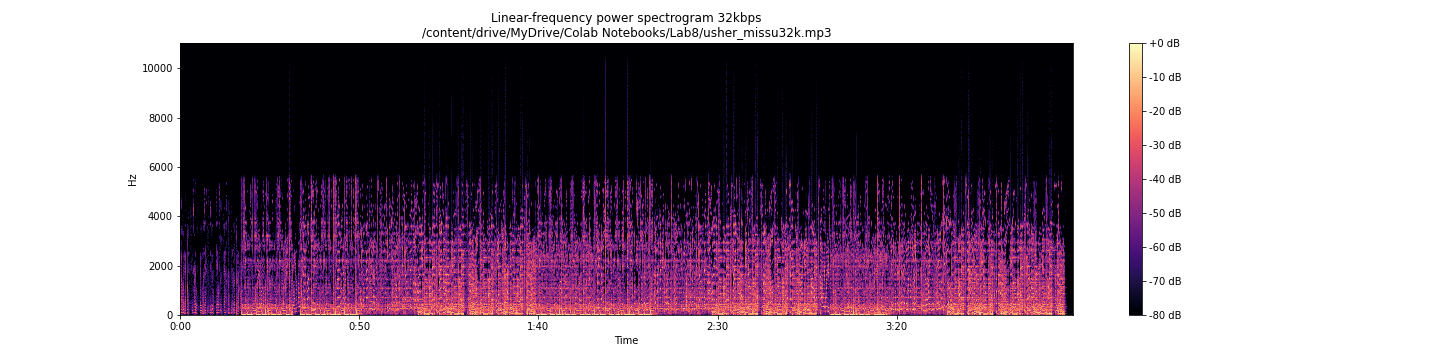 Linear-frequency power spectrogram 32kbps
/content/drive/MyDrive/Colab Notebooks/Lab8/usher_missu32k.mp3
Hz
10000
8000
6000
4000
2000
0
0:00
0:50
1:40
2:30
3:20
Time
+0 dB
-10 dB
-20 dB
-30 dB
-40 dB
-50 dB
-60 dB
-70 dB
-80 dB